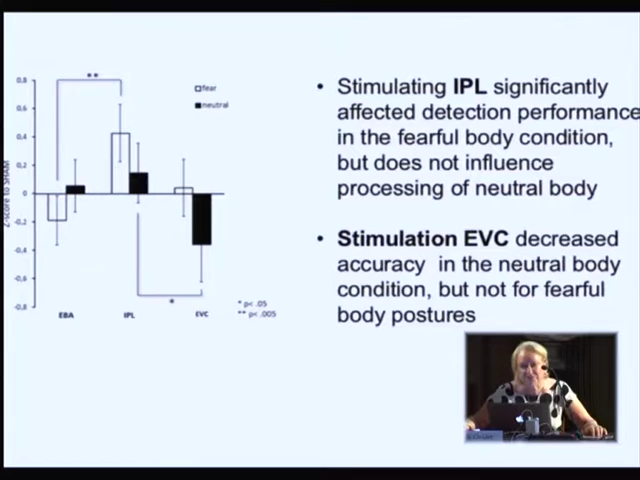 **
0,8
0,6
0,4
0,2
0
-0,2
-0,4
-0,6
-0,8
Z-score to SHAM
fear
neutral
*
EBA
IPL
EVC
* p< .05
** p< .005
• Stimulating IPL significantly
affected detection performance
in the fearful body condition,
but does not influence
processing of neutral body
• Stimulation EVC decreased
accuracy in the neutral body
condition, but not for fearful
body postures